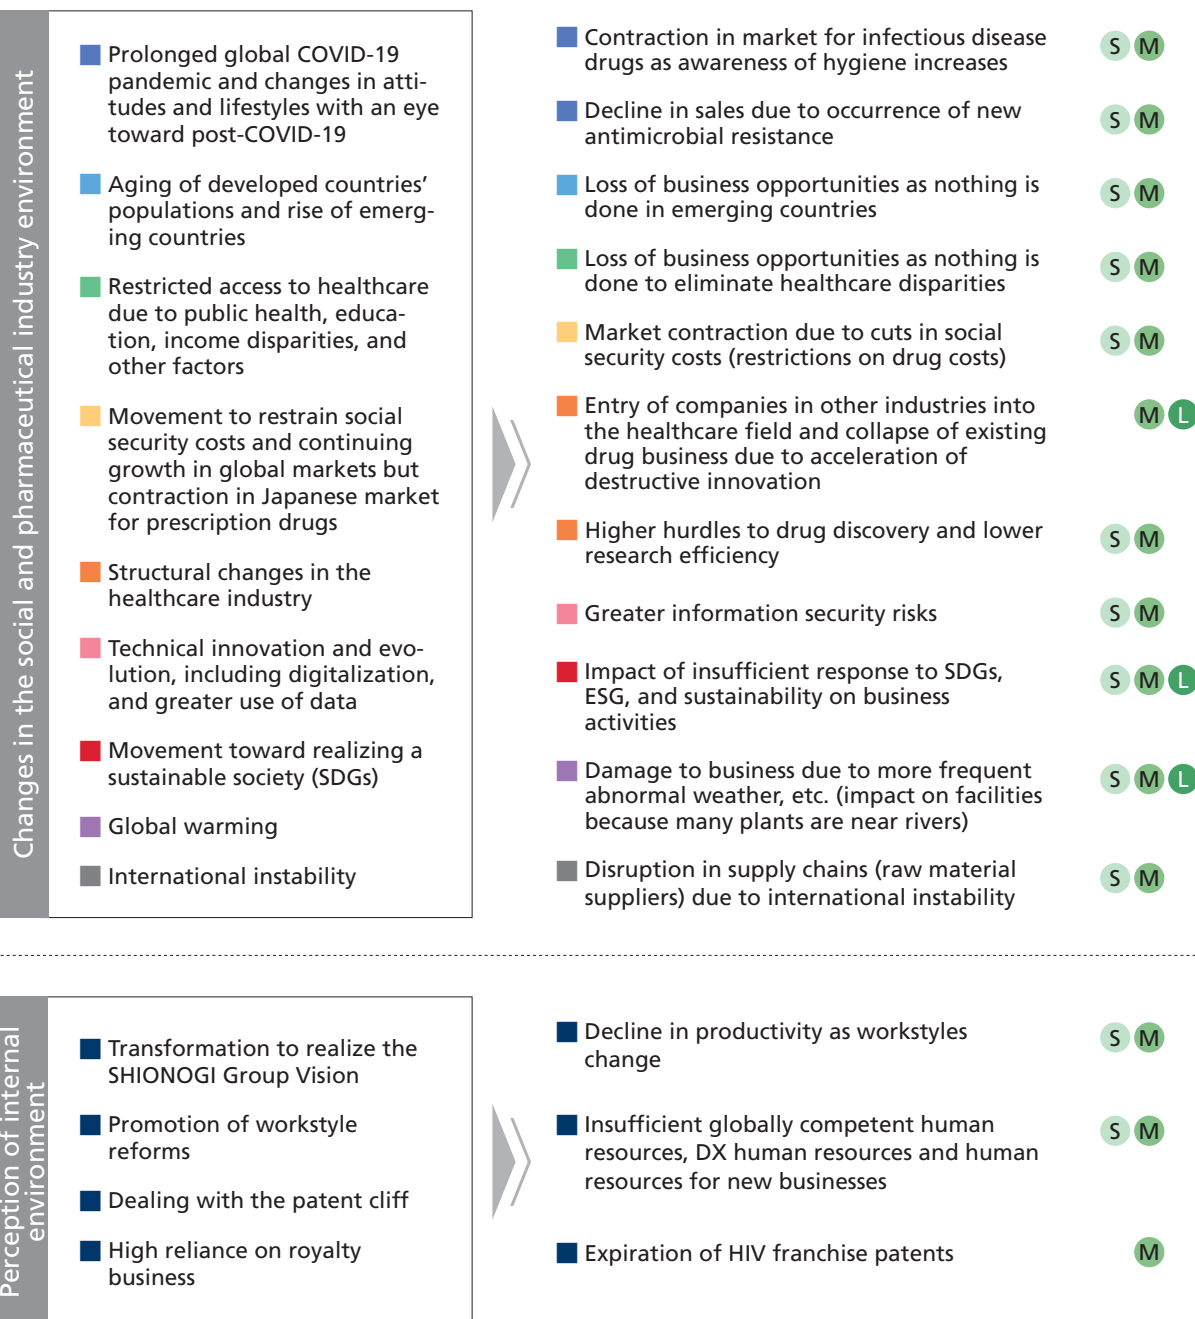 Changes in the social and pharmaceutical industry environment
Prolonged global COVID-19
pandemic and changes in atti-
tudes and lifestyles with an eye
toward post-COVID-19
Aging of developed countries’
populations and rise of emerg-
ing countries
Restricted access to healthcare
due to public health, educa-
tion, income disparities, and
other factors
Movement to restrain social
security costs and continuing
growth in global markets but
contraction in Japanese market
for prescription drugs
Structural changes in the
healthcare industry
Technical innovation and evo-
lution, including digitalization,
and greater use of data
Movement toward realizing a
sustainable society (SDGs)
Global warming
International instability
Contraction in market for infectious disease
drugs as awareness of hygiene increases
S M
Decline in sales due to occurrence of new
antimicrobial resistance
S M
Loss of business opportunities as nothing is
done in emerging countries
S M
Loss of business opportunities as nothing is
done to eliminate healthcare disparities
S M
Market contraction due to cuts in social
security costs (restrictions on drug costs)
S M
Entry of companies in other industries into
the healthcare field and collapse of existing
drug business due to acceleration of
destructive innovation
M L
Higher hurdles to drug discovery and lower
research efficiency
S M
Greater information security risks
S M
Impact of insufficient response to SDGs,
ESG, and sustainability on business
activities
S M L
Damage to business due to more frequent
abnormal weather, etc. (impact on facilities
because many plants are near rivers)
S M L
Disruption in supply chains (raw material
suppliers) due to international instability
S M
Perception of internal
environment
Transformation to realize the
SHIONOGI Group Vision
Promotion of workstyle
reforms
Dealing with the patent cliff
High reliance on royalty
business
Decline in productivity as workstyles
change
S M
Insufficient globally competent human
resources, DX human resources and human
resources for new businesses
S M
Expiration of HIV franchise patents
M